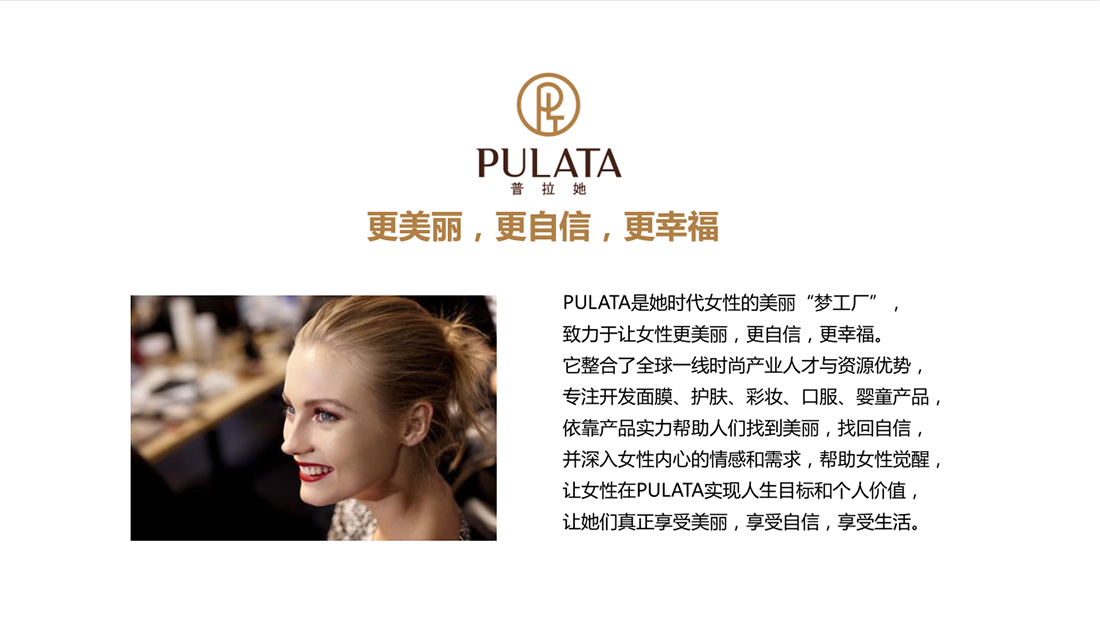 PLT
PULATA
普拉她
更美丽，更自信，更幸福
PULATA是她时代女性的美丽“梦工厂”，
致力于让女性更美丽，更自信，更幸福。
它整合了全球一线时尚产业人才与资源优势，
专注开发面膜、护肤、彩妆、口服、婴童产品，
依靠产品实力帮助人们找到美丽，找回自信，
并深入女性内心的情感和需求，帮助女性觉醒，
让女性在PULATA实现人生目标和个人价值，
让她们真正享受美丽，享受自信，享受生活。